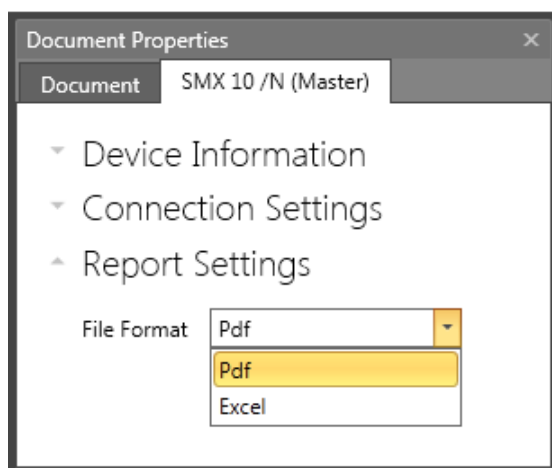 Document Properties
Document SMX 10 /N (Master)
Device Information
Connection Settings
Report Settings
File Format Pdf
Pdf
Excel